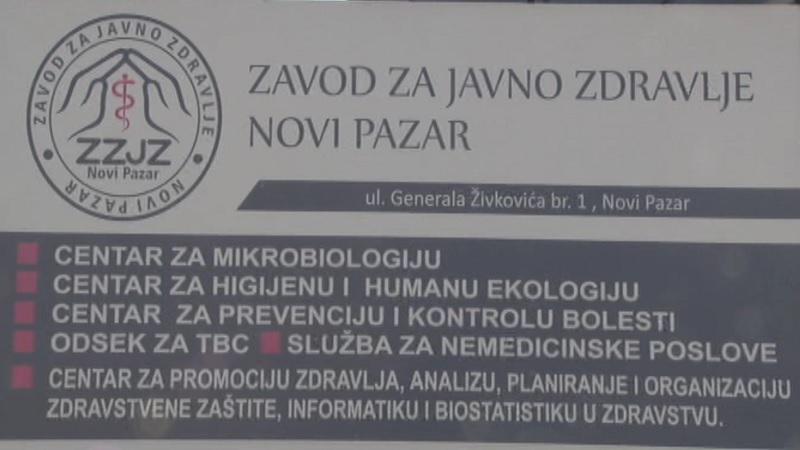 ZAVOD ZA JAVNO ZDRAVLJE
ZZJZ
Novi Pazar
NOVI PAZAR
ZAVOD ZA JAVNO ZDRAVLJE
NOVI PAZAR
ul. Generala Živkovića br. 1 , Novi Pazar
CENTAR ZA MIKROBIOLOGIJU
CENTAR ZA HIGIJENU I HUMANU EKOLOGIJU
CENTAR ZA PREVENCIJU I KONTROLU BOLESTI
ODSEK ZA TBC SLUŽBA ZA NEMEDICINSKE POSLOVE
CENTAR ZA PROMOCIJU ZDRAVLJA, ANALIZU, PLANIRANJE I ORGANIZACIJU
ZDRAVSTVENE ZAŠTITE, INFORMATIKU I BIOSTATISTIKU U ZDRAVSTVU.